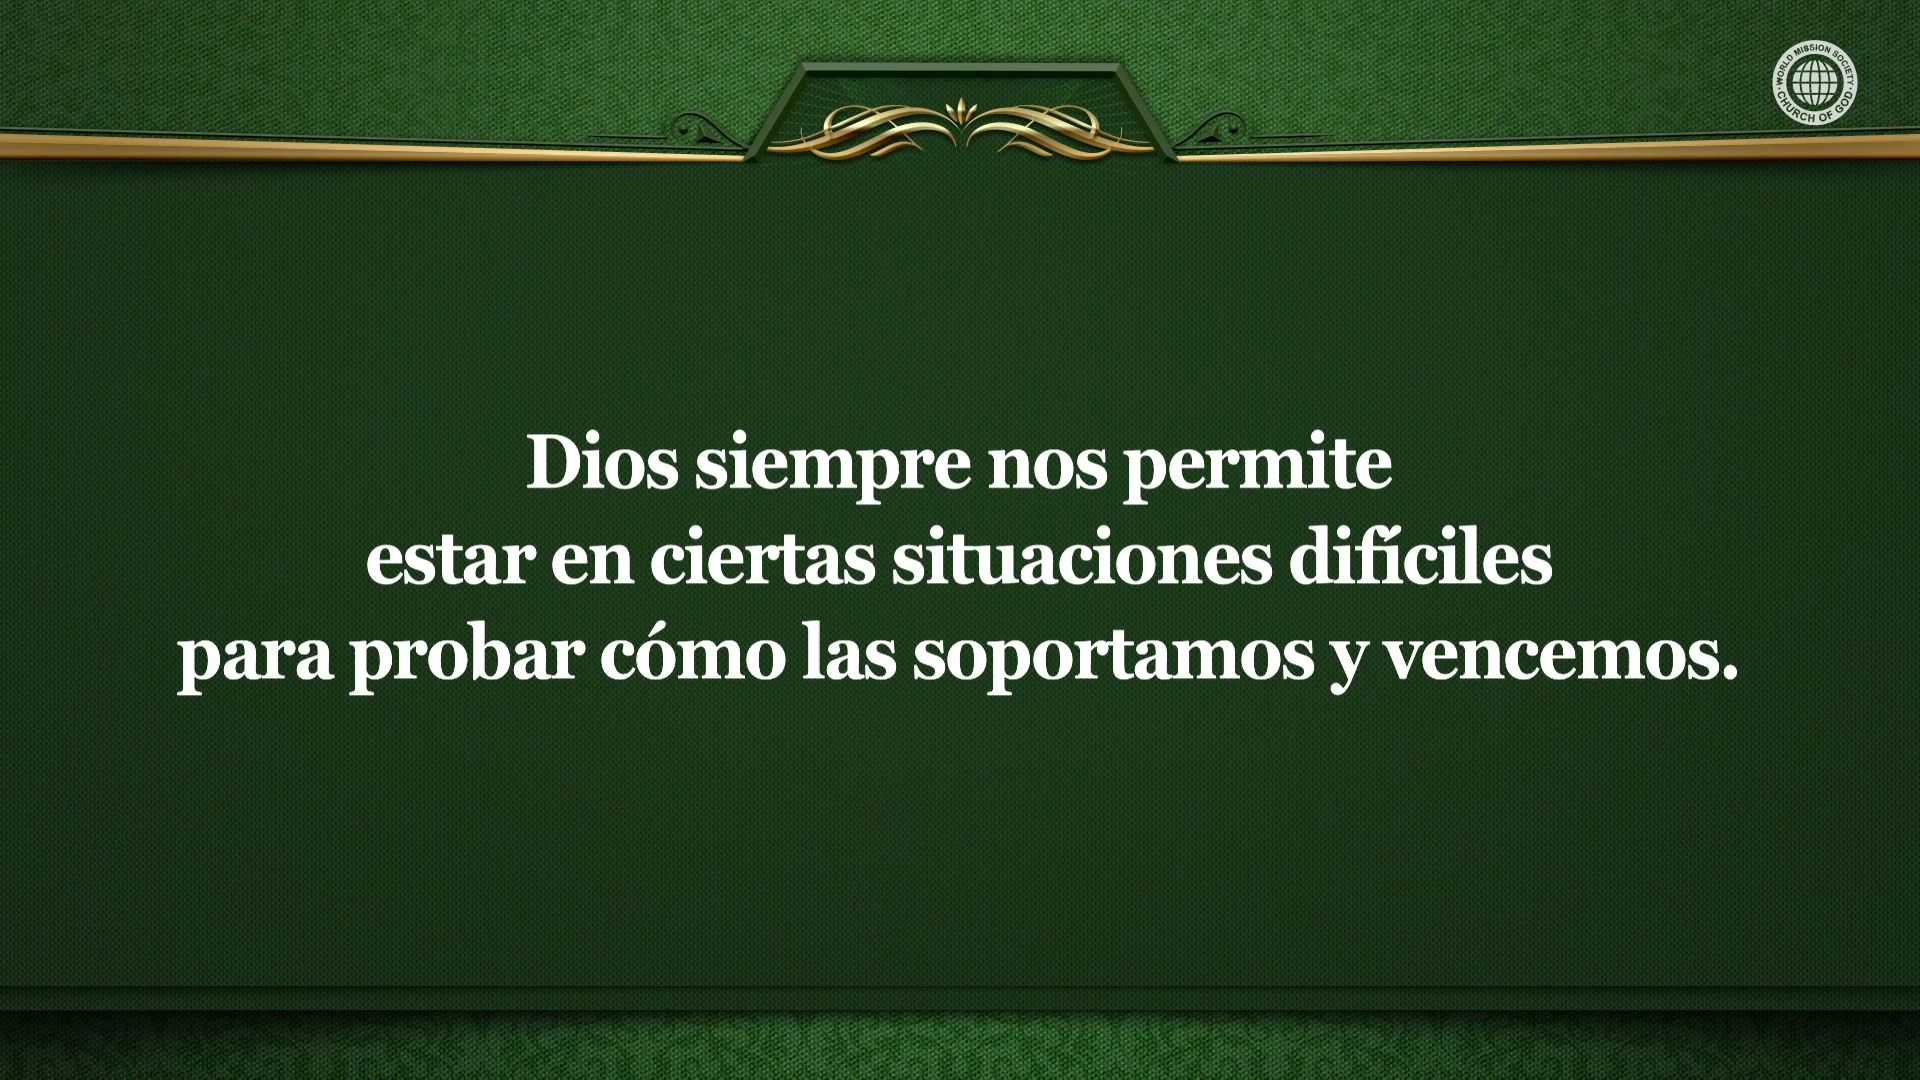 WORLD MISSION SOCIETY
CHURCH OF GOD
Dios siempre nos permite
estar en ciertas situaciones difíciles
para probar cómo las soportamos y vencemos.